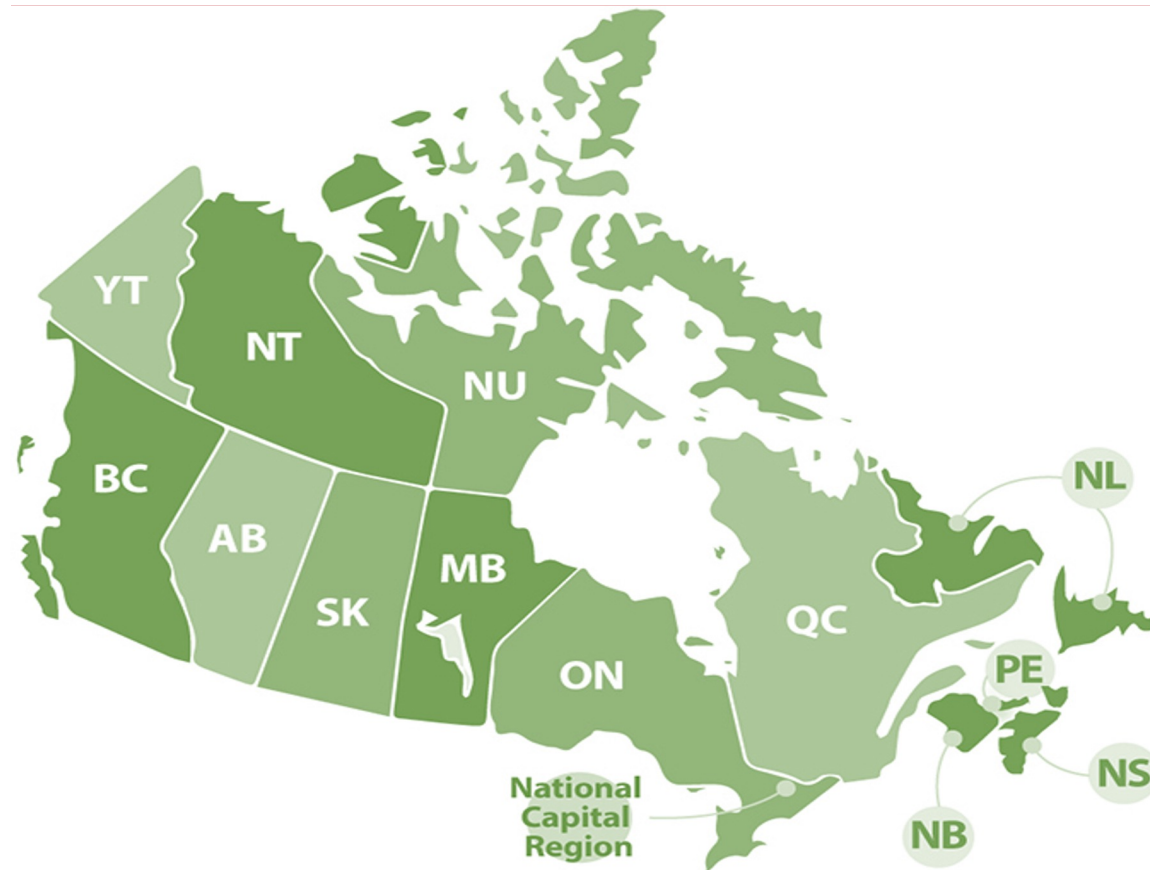 YT
NT
NU
BC
AB
SK
MB
ON
QC
NL
PE
NS
NB
National
Capital
Region